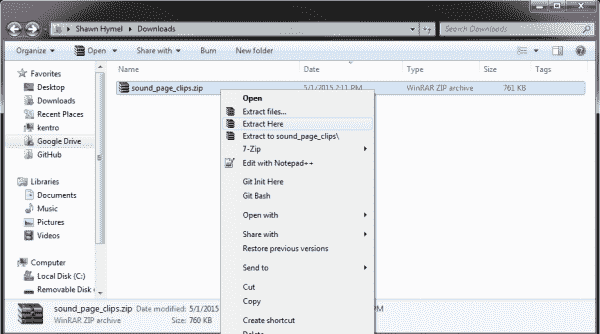 Shawn Hymel ▸ Downloads
Search Downloads
Organize Open Share with Burn New folder
Name Date Type Size Tags
sound_page_clips.zip 5/1/2015 2:11 PM WinRAR ZIP archive 761 KB
Favorites
Desktop
Downloads
Recent Places
kentro
Google Drive
GitHub
Libraries
Documents
Music
Pictures
Videos
Computer
Local Disk (C:)
Removable Disk
Open
Extract files...
Extract Here
Extract to sound_page_clips\
7-Zip
Edit with Notepad++
Git Init Here
Git Bash
Open with
Share with
Restore previous versions
Send to
Cut
Copy
Create shortcut
Delete
sound_page_clips.zip Date modified: 5/1/2015 PM
WinRAR ZIP archive Size: 760 KB